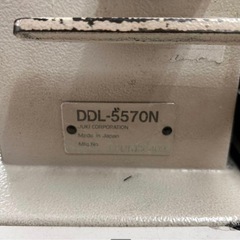 DDL-5570N
JUKI CORPORATION
Made in Japan
Mfg No.